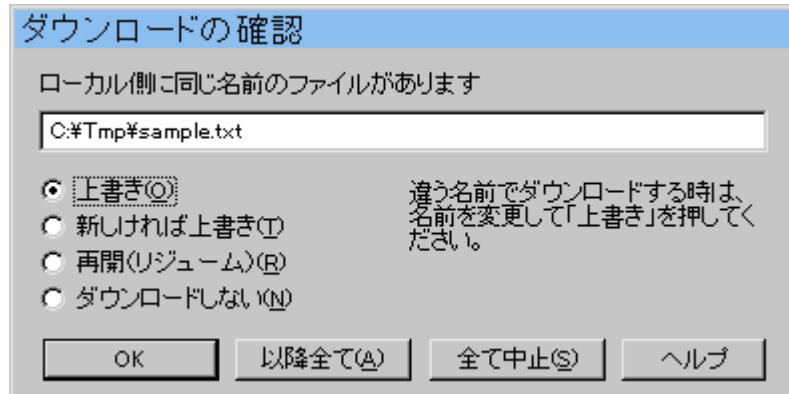 ダウンロードの確認
ローカル側に同じ名前のファイルがあります
C:¥Tmp¥sample.txt
上書き(O)
新しければ上書き(T)
再開(リジューム)(R)
ダウンロードしない(N)
違う名前でダウンロードする時は、
名前を変更して「上書き」を押してく
ださい。
OK
以降全て(A)
全て中止(S)
ヘルプ